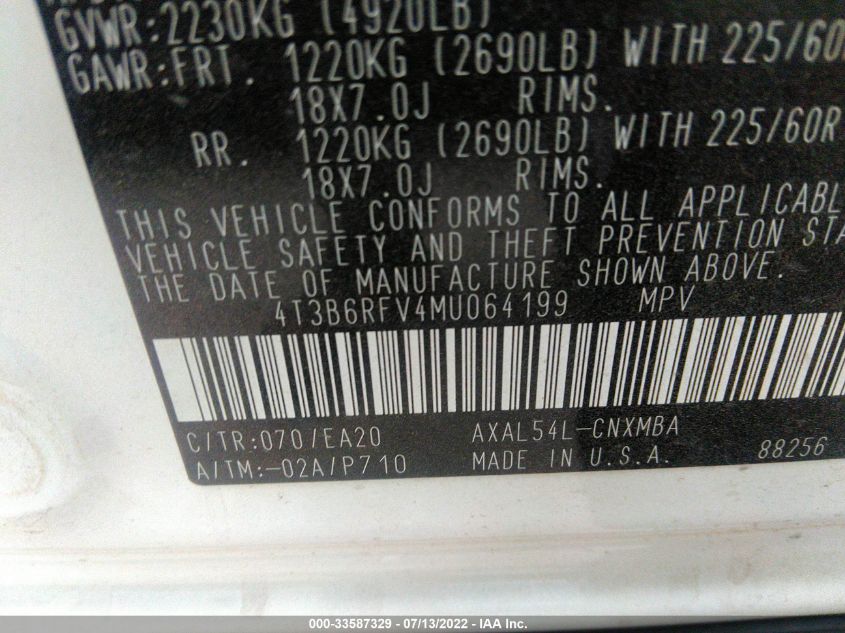 GVWR:2230KG (4920LB)
GAWR:FRT. 1220KG (2690LB) WITH 225/60
18X7.0J RIMS.
RR. 1220KG (2690LB) WITH 225/60R
18X7.0J RIMS.
THIS VEHICLE CONFORMS TO ALL APPLICABL
VEHICLE SAFETY AND THEFT PREVENTION STA
THE DATE OF MANUFACTURE SHOWN ABOVE.
4T3B6RFV4MU064199 MPV
C/TR:070/EA20 AXAL54L-CNXMBA
A/TM:-02A/P710 MADE IN U.S.A. 88256
000-33587329 - 07/13/2022 - IAA Inc.